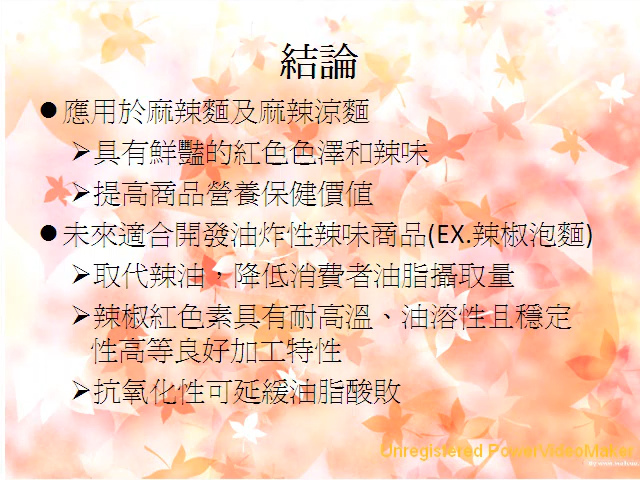 結論
●應用於麻辣麵及麻辣涼麵
➤具有鮮豔的紅色色澤和辣味
➤提高商品營養保健價值
●未來適合開發油炸性辣味商品(EX.辣椒泡麵)
➤取代辣油，降低消費者油脂攝取量
➤辣椒紅色素具有耐高溫、油溶性且穩定
性高等良好加工特性
➤抗氧化性可延緩油脂酸敗
Unregistered PowerVideoMaker